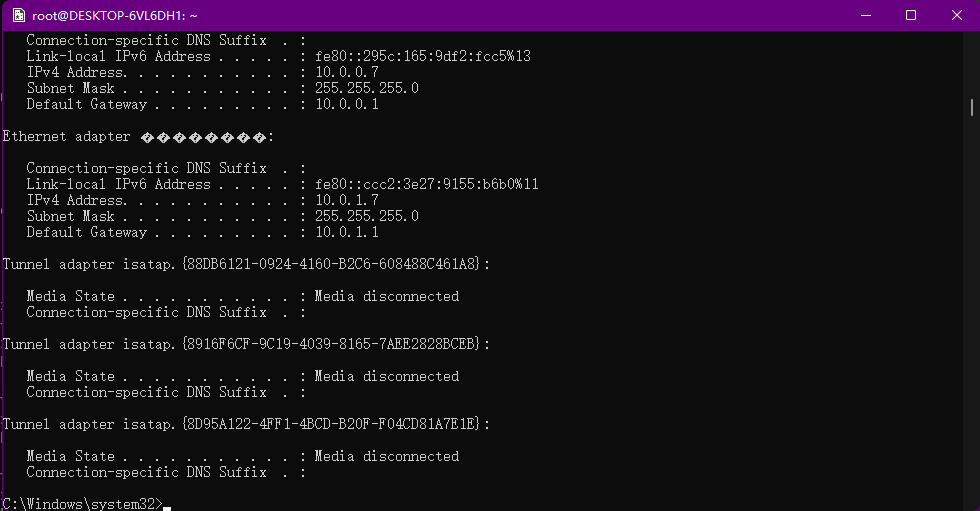 root@DESKTOP-6VL6DH1: ~
Connection-specific DNS Suffix . :
Link-local IPv6 Address . . . . . : fe80::295c:165:9df2:fcc5%13
IPv4 Address. . . . . . . . . . . : 10.0.0.7
Subnet Mask . . . . . . . . . . . : 255.255.255.0
Default Gateway . . . . . . . . . : 10.0.0.1
Ethernet adapter ��������:
Connection-specific DNS Suffix . :
Link-local IPv6 Address . . . . . : fe80::ccc2:3e27:9155:b6b0%11
IPv4 Address. . . . . . . . . . . : 10.0.1.7
Subnet Mask . . . . . . . . . . . : 255.255.255.0
Default Gateway . . . . . . . . . : 10.0.1.1
Tunnel adapter isatap.{88DB6121-0924-4160-B2C6-608488C461A8}:
Media State . . . . . . . . . . . : Media disconnected
Connection-specific DNS Suffix . :
Tunnel adapter isatap.{8916F6CF-9C19-4039-8165-7AEE2828BCEB}:
Media State . . . . . . . . . . . : Media disconnected
Connection-specific DNS Suffix . :
Tunnel adapter isatap.{8D95A122-4FF1-4BCD-B20F-F04CD81A7E1E}:
Media State . . . . . . . . . . . : Media disconnected
Connection-specific DNS Suffix . :
C:\Windows\system32>